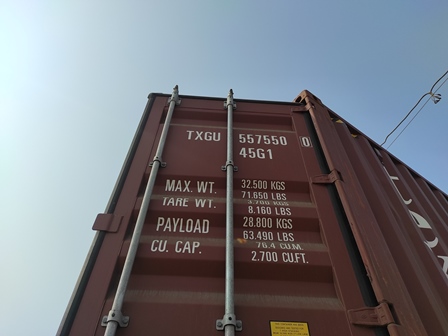 TXGU 557550 0
45G1
MAX. WT. 32.500 KGS
71.650 LBS
TARE WT. 3.700 KGS
8.160 LBS
PAYLOAD 28.800 KGS
63.490 LBS
CU. CAP. 76.4 CU.M.
2.700 CU.FT.